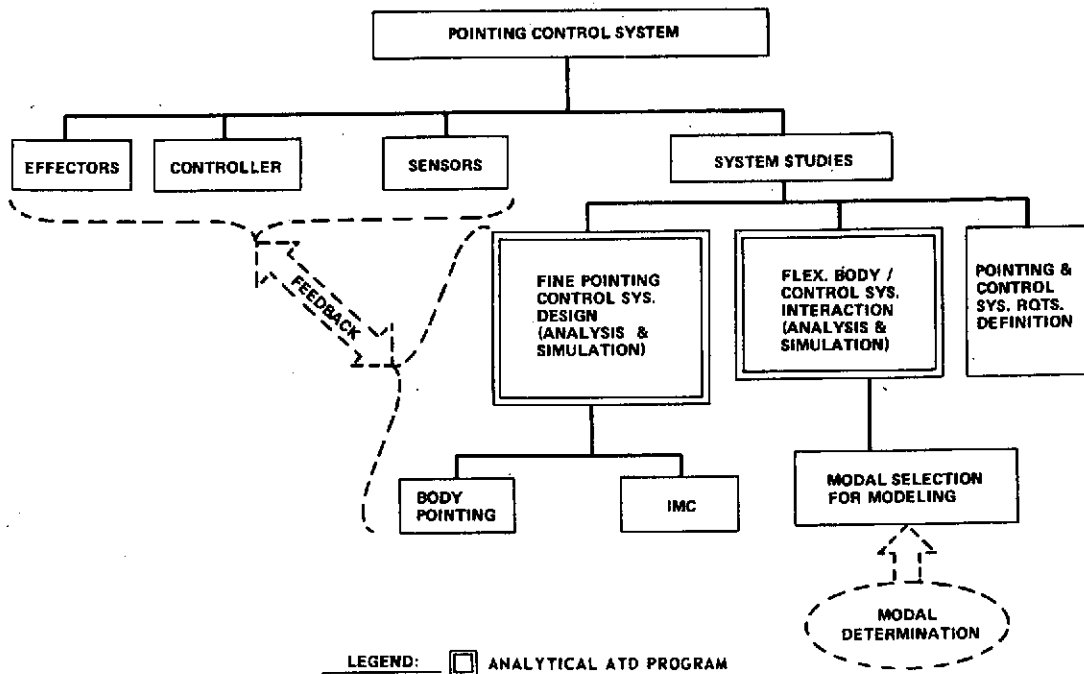 POINTING CONTROL SYSTEM
EFFECTORS
CONTROLLER
SENSORS
SYSTEM STUDIES
FEEDBACK
FINE POINTING
CONTROL SYS.
DESIGN
(ANALYSIS &
SIMULATION)
FLEX. BODY /
CONTROL SYS.
INTERACTION
(ANALYSIS &
SIMULATION)
POINTING &
CONTROL
SYS. RQTS.
DEFINITION
BODY
POINTING
IMC
MODAL SELECTION
FOR MODELING
MODAL
DETERMINATION
LEGEND: ANALYTICAL ATD PROGRAM